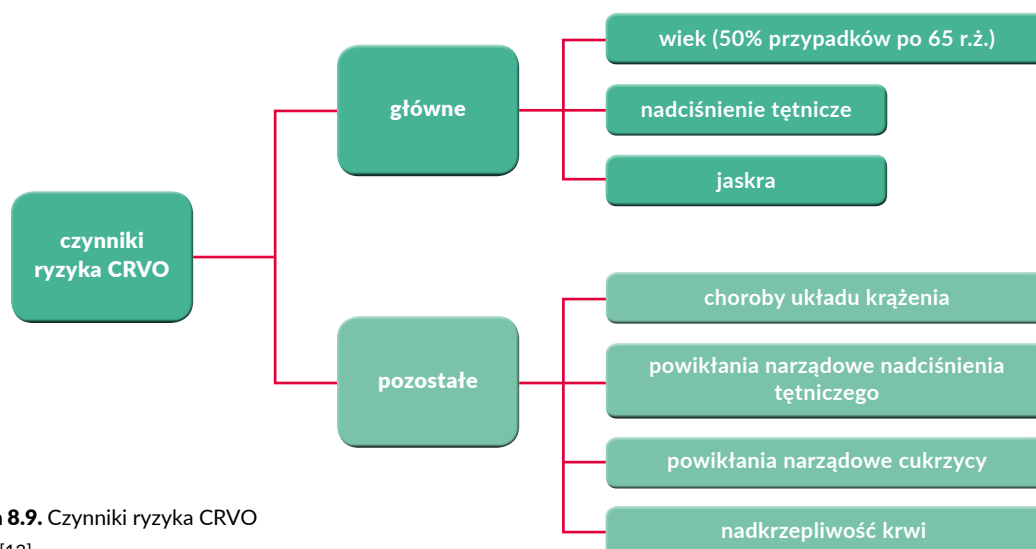 wiek (50% przypadków po 65 r.ż.)
główne
nadciśnienie tętnicze
jaskra
czynniki
ryzyka CRVO
choroby układu krążenia
pozostałe
powikłania narządowe nadciśnienia
tętniczego
powikłania narządowe cukrzycy
nadkrzepliwość krwi
8.9. Czynniki ryzyka CRVO